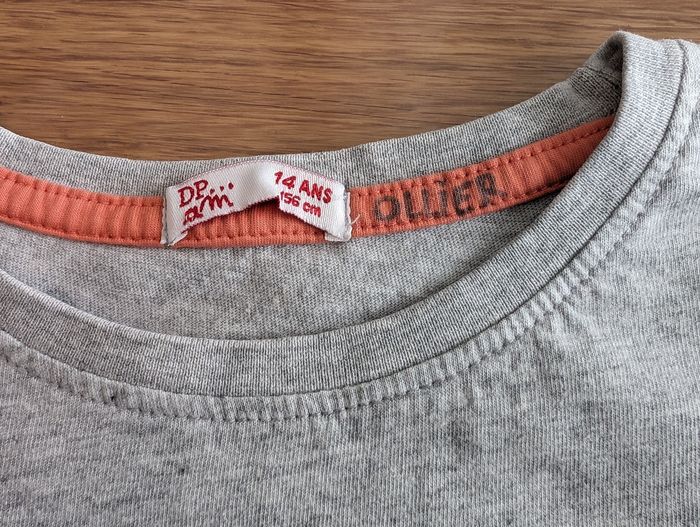 DP... 14 ANS
am 156 cm
OLLIER